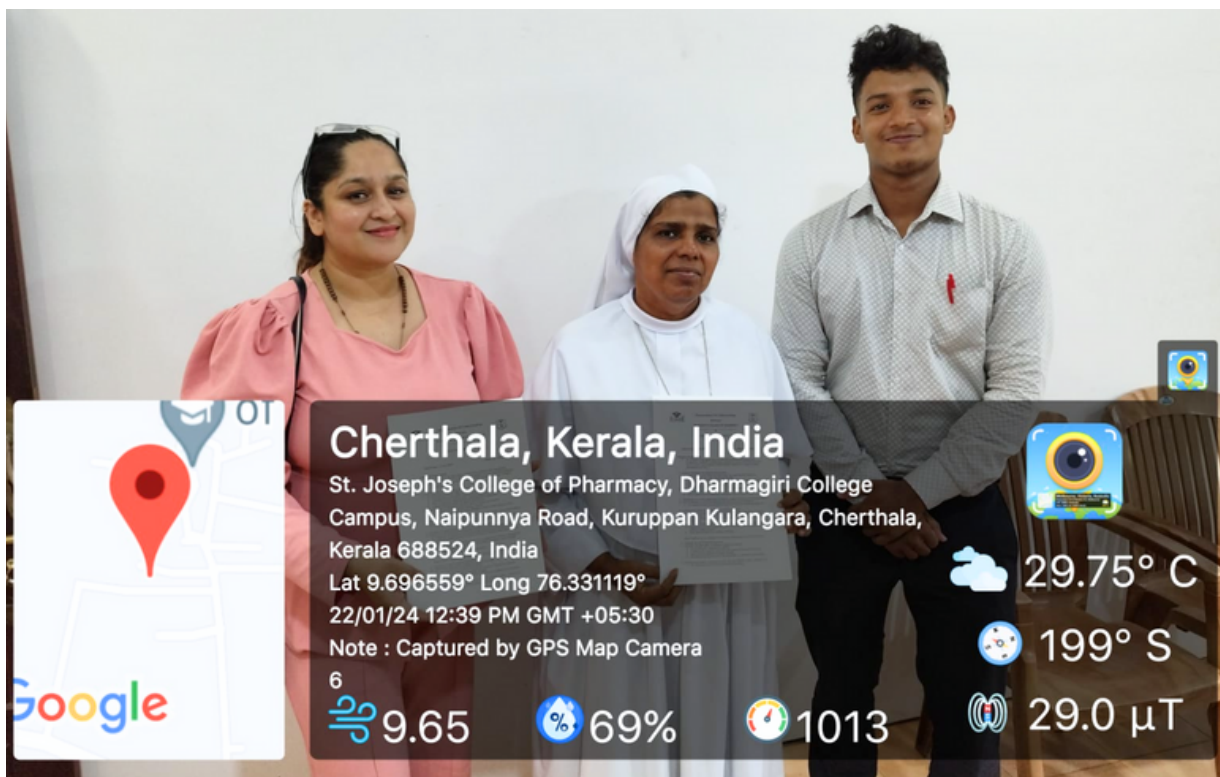 OT
Google
Cherthala, Kerala, India
St. Joseph's College of Pharmacy, Dharmagiri College
Campus, Naipunnya Road, Kuruppan Kulangara, Cherthala,
Kerala 688524, India
Lat 9.696559° Long 76.331119°
22/01/24 12:39 PM GMT +05:30
Note : Captured by GPS Map Camera
6
29.75° C
199° S
9.65
69%
1013
29.0 µT